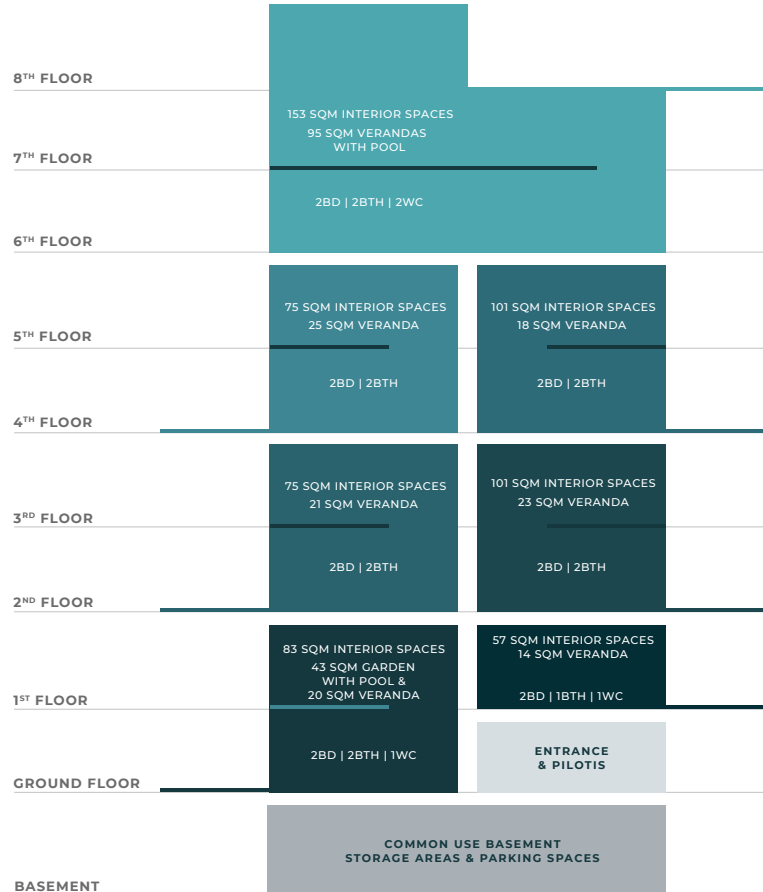 8TH FLOOR
153 SQM INTERIOR SPACES
95 SQM VERANDAS
WITH POOL
7TH FLOOR
2BD | 2BTH | 2WC
6TH FLOOR
75 SQM INTERIOR SPACES
25 SQM VERANDA
101 SQM INTERIOR SPACES
18 SQM VERANDA
5TH FLOOR
2BD | 2BTH
2BD | 2BTH
4TH FLOOR
75 SQM INTERIOR SPACES
21 SQM VERANDA
101 SQM INTERIOR SPACES
23 SQM VERANDA
3RD FLOOR
2BD | 2BTH
2BD | 2BTH
2ND FLOOR
83 SQM INTERIOR SPACES
43 SQM GARDEN
WITH POOL &
20 SQM VERANDA
57 SQM INTERIOR SPACES
14 SQM VERANDA
2BD | 1BTH | 1WC
1ST FLOOR
2BD | 2BTH | 1WC
ENTRANCE
& PILOTIS
GROUND FLOOR
COMMON USE BASEMENT
STORAGE AREAS & PARKING SPACES
BASEMENT